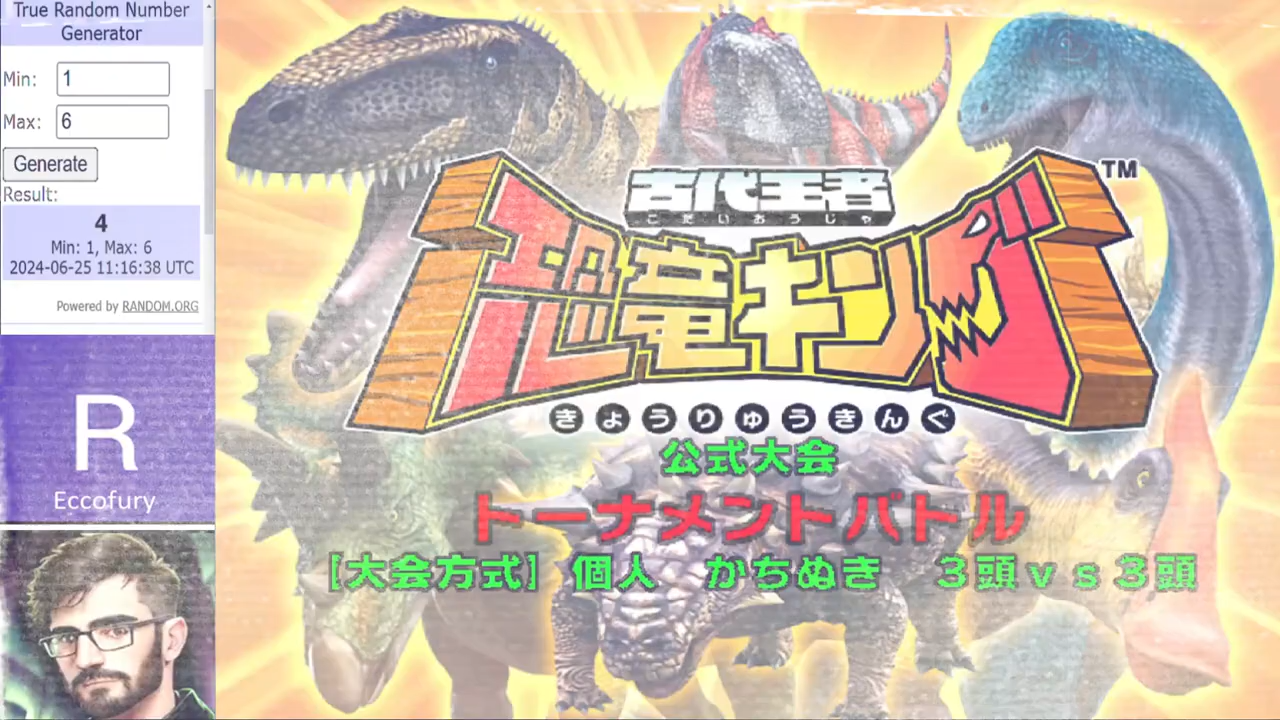 True Random Number
Generator
Min: 1
Max: 6
Generate
Result:
4
Min: 1, Max: 6
2024-06-25 11:16:38 UTC
Powered by RANDOM.ORG
R
Eccofury
TM
古代王者
こだいおうじゃ
恐竜キング
きょうりゅうきんぐ
公式大会
トーナメントバトル
[大会方式] 個人 かちぬき 3頭vs3頭